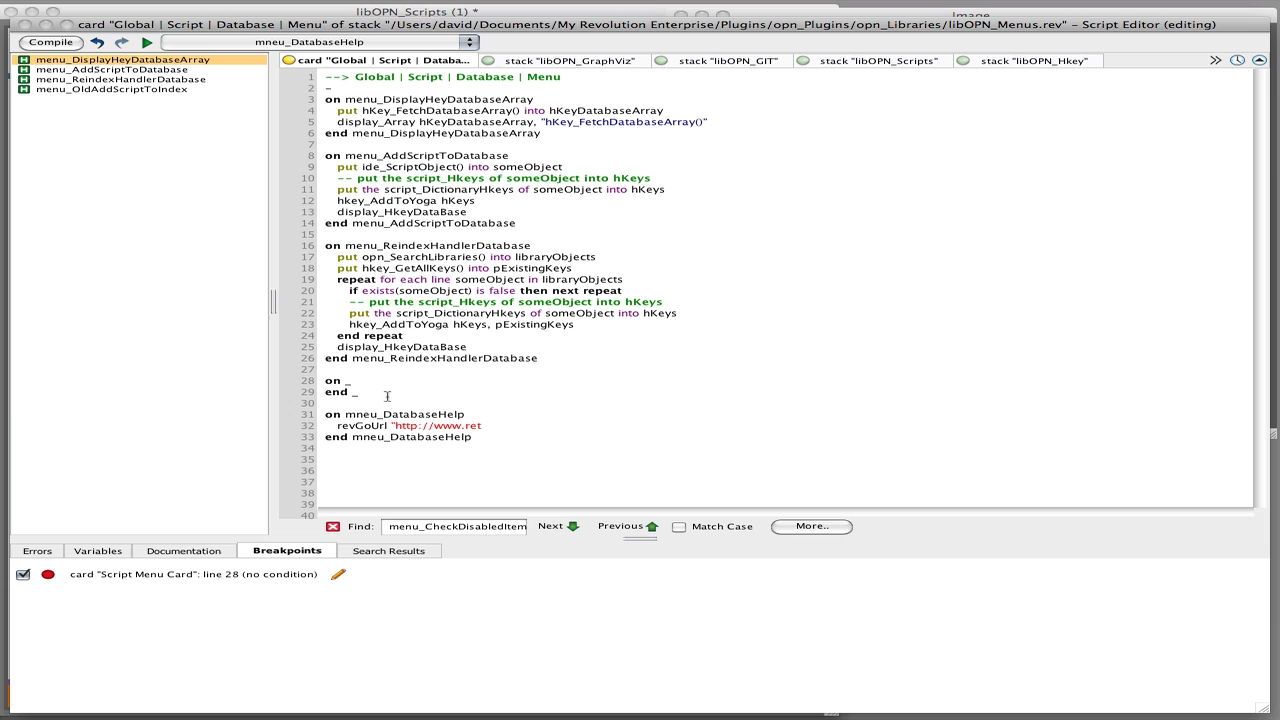 libOPN_Scripts (1) *
Image
card "Global | Script | Database | Menu" of stack "/Users/david/Documents/My Revolution Enterprise/Plugins/opn_Plugins/opn_Libraries/libOPN_Menus.rev" – Script Editor (editing)
Compile mneu_DatabaseHelp
menu_DisplayHeyDatabaseArray
menu_AddScriptToDatabase
menu_ReindexHandlerDatabase
menu_OldAddScriptToIndex
card "Global | Script | Databa... stack "libOPN_GraphViz" stack "libOPN_GIT" stack "libOPN_Scripts" stack "libOPN_Hkey"
1 --> Global | Script | Database | Menu
2 _
3 on menu_DisplayHeyDatabaseArray
4 put hKey_FetchDatabaseArray() into hKeyDatabaseArray
5 display_Array hKeyDatabaseArray, "hKey_FetchDatabaseArray()"
6 end menu_DisplayHeyDatabaseArray
7
8 on menu_AddScriptToDatabase
9 put ide_ScriptObject() into someObject
10 -- put the script_Hkeys of someObject into hKeys
11 put the script_DictionaryHkeys of someObject into hKeys
12 hkey_AddToYoga hKeys
13 display_HkeyDataBase
14 end menu_AddScriptToDatabase
15
16 on menu_ReindexHandlerDatabase
17 put opn_SearchLibraries() into libraryObjects
18 put hkey_GetAllKeys() into pExistingKeys
19 repeat for each line someObject in libraryObjects
20 if exists(someObject) is false then next repeat
21 -- put the script_Hkeys of someObject into hKeys
22 put the script_DictionaryHkeys of someObject into hKeys
23 hkey_AddToYoga hKeys, pExistingKeys
24 end repeat
25 display_HkeyDataBase
26 end menu_ReindexHandlerDatabase
27
28 on _
29 end _
30
31 on mneu_DatabaseHelp
32 revGoUrl "http://www.ret
33 end mneu_DatabaseHelp
34
35
36
37
38
39
40
Find: menu_CheckDisabledItem Next Previous Match Case More..
Errors Variables Documentation Breakpoints Search Results
card "Script Menu Card": line 28 (no condition)